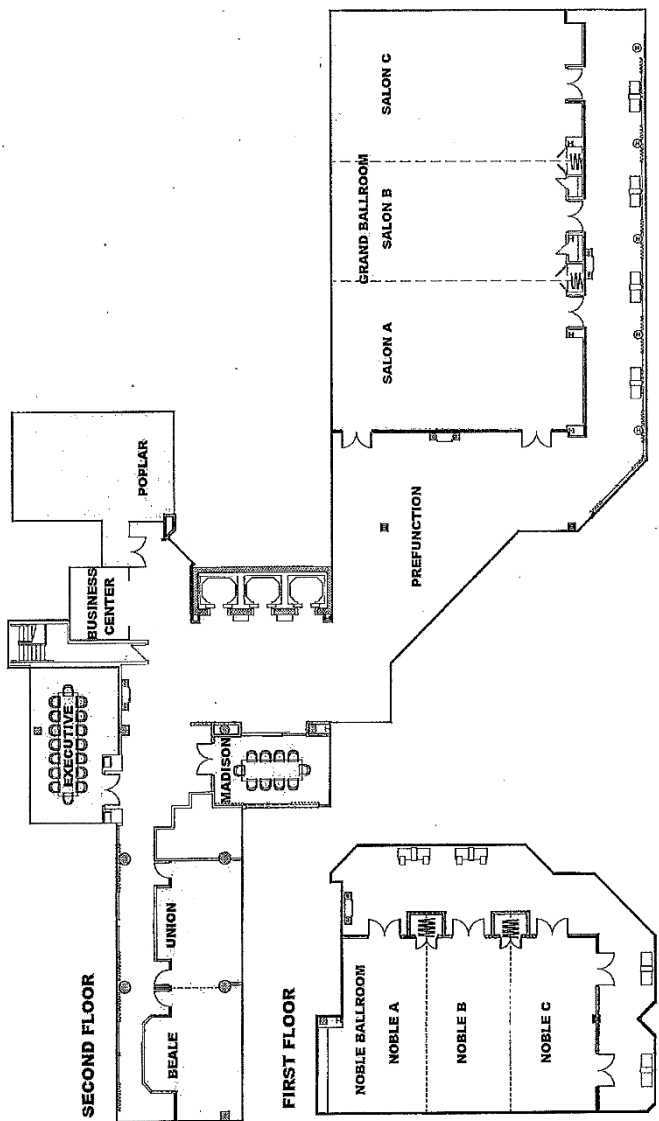 SECOND FLOOR
BEALE
UNION
EXECUTIVE
MADISON
BUSINESS
CENTER
POPLAR
PREFUNCTION
GRAND BALLROOM
SALON A
SALON B
SALON C
FIRST FLOOR
NOBLE BALLROOM
NOBLE A
NOBLE B
NOBLE C